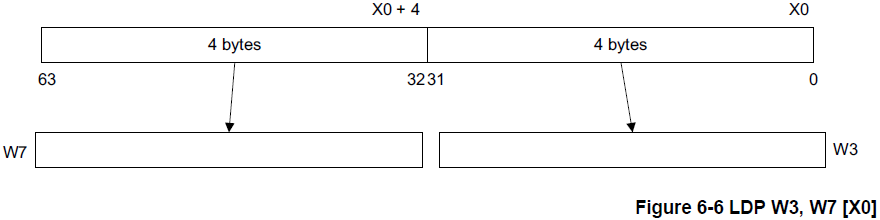 X0 + 4 X0
4 bytes 4 bytes
63 32 31 0
W7 W3
Figure 6-6 LDP W3, W7 [X0]